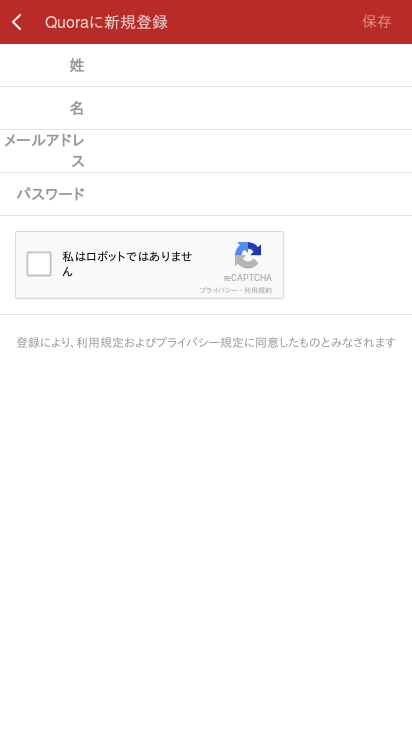 Quoraに新規登録
保存
姓
名
メールアドレ
ス
パスワード
私はロボットではありませ
ん
reCAPTCHA
プライバシー - 利用規約
登録により、利用規定およびプライバシー規定に同意したものとみなされます